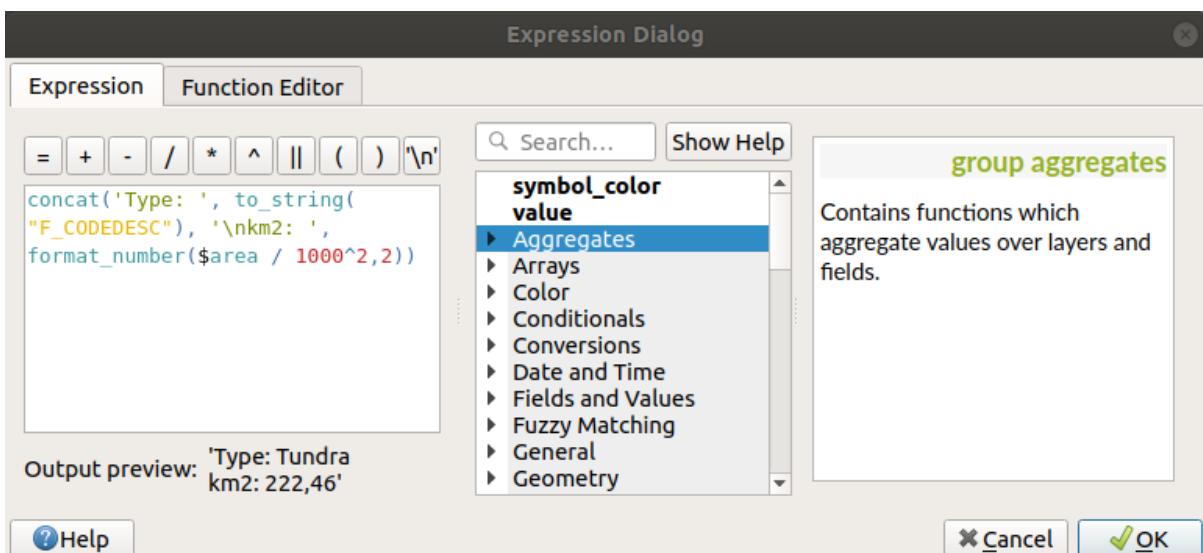 Expression Dialog
Expression
Function Editor
= + - / * ^ || ( ) '\n'
concat('Type: ', to_string(
"F_CODEDESC"), '\nkm2: ',
format_number($area / 1000^2,2))
Output preview: 'Type: Tundra
km2: 222,46'
Search...
Show Help
symbol_color
value
Aggregates
Arrays
Color
Conditionals
Conversions
Date and Time
Fields and Values
Fuzzy Matching
General
Geometry
group aggregates
Contains functions which
aggregate values over layers and
fields.
Help
Cancel
OK